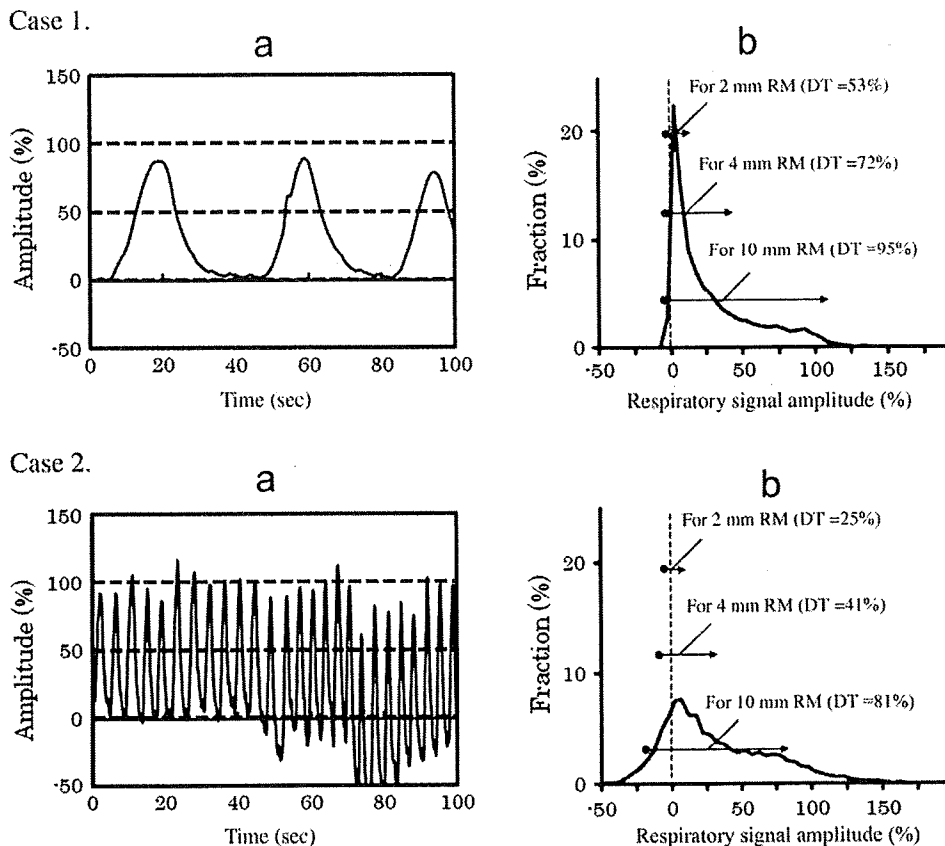 Case 1.
a
150
100
50
0
-50
Amplitude (%)
0 20 40 60 80 100
Time (sec)
b
For 2 mm RM (DT =53%)
For 4 mm RM (DT =72%)
For 10 mm RM (DT =95%)
20
10
0
Fraction (%)
-50 0 50 100 150
Respiratory signal amplitude (%)
Case 2.
a
150
100
50
0
-50
Amplitude (%)
0 20 40 60 80 100
Time (sec)
b
For 2 mm RM (DT =25%)
For 4 mm RM (DT =41%)
For 10 mm RM (DT =81%)
20
10
0
Fraction (%)
-50 0 50 100 150
Respiratory signal amplitude (%)